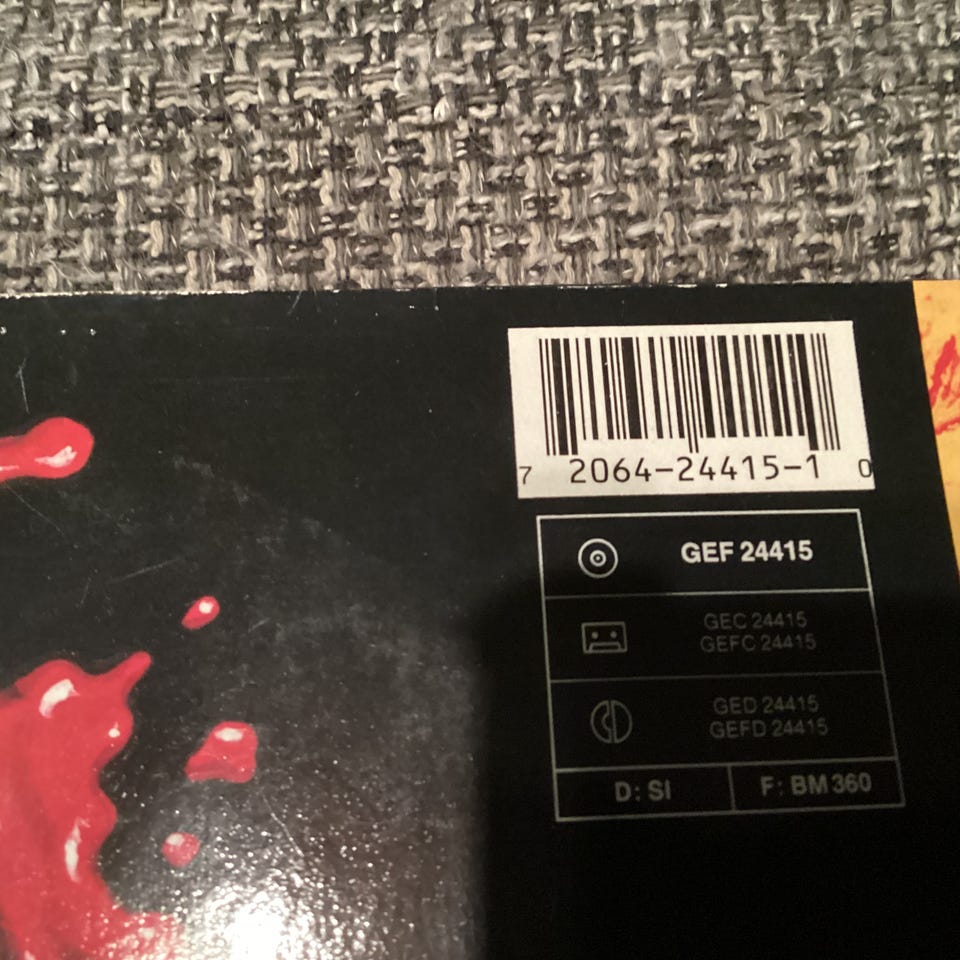 7 2064-24415-1 0
GEF 24415
GEC 24415
GEFC 24415
GED 24415
GEFD 24415
D: SI F: BM 360